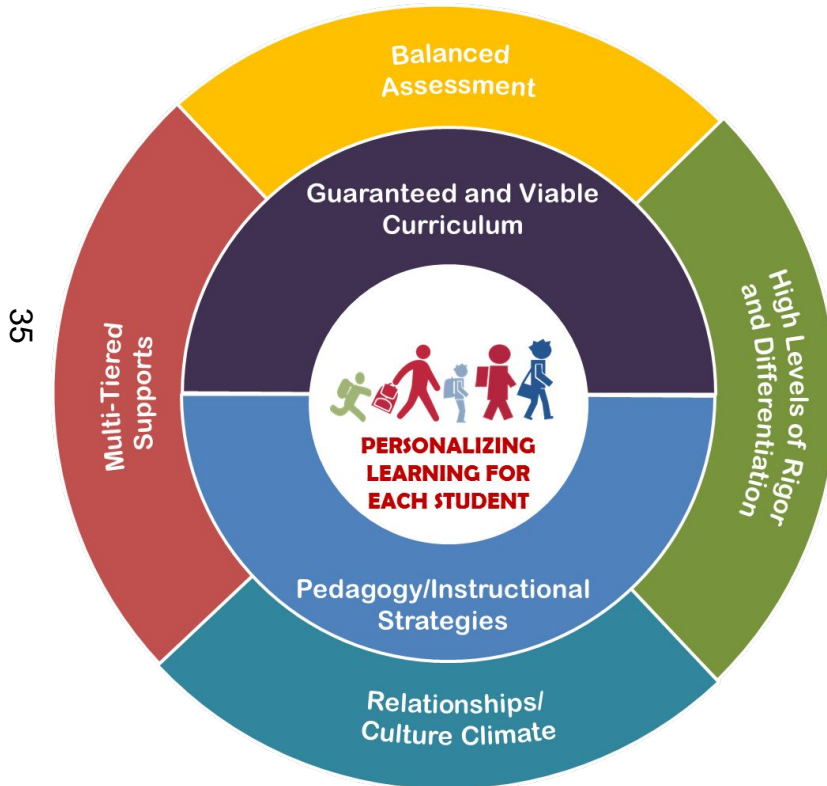 Balanced
Assessment
Guaranteed and Viable
Curriculum
High Levels of Rigor
and Differentiation
Multi-Tiered
Supports
35
PERSONALIZING
LEARNING FOR
EACH STUDENT
Pedagogy/Instructional
Strategies
Relationships/
Culture Climate